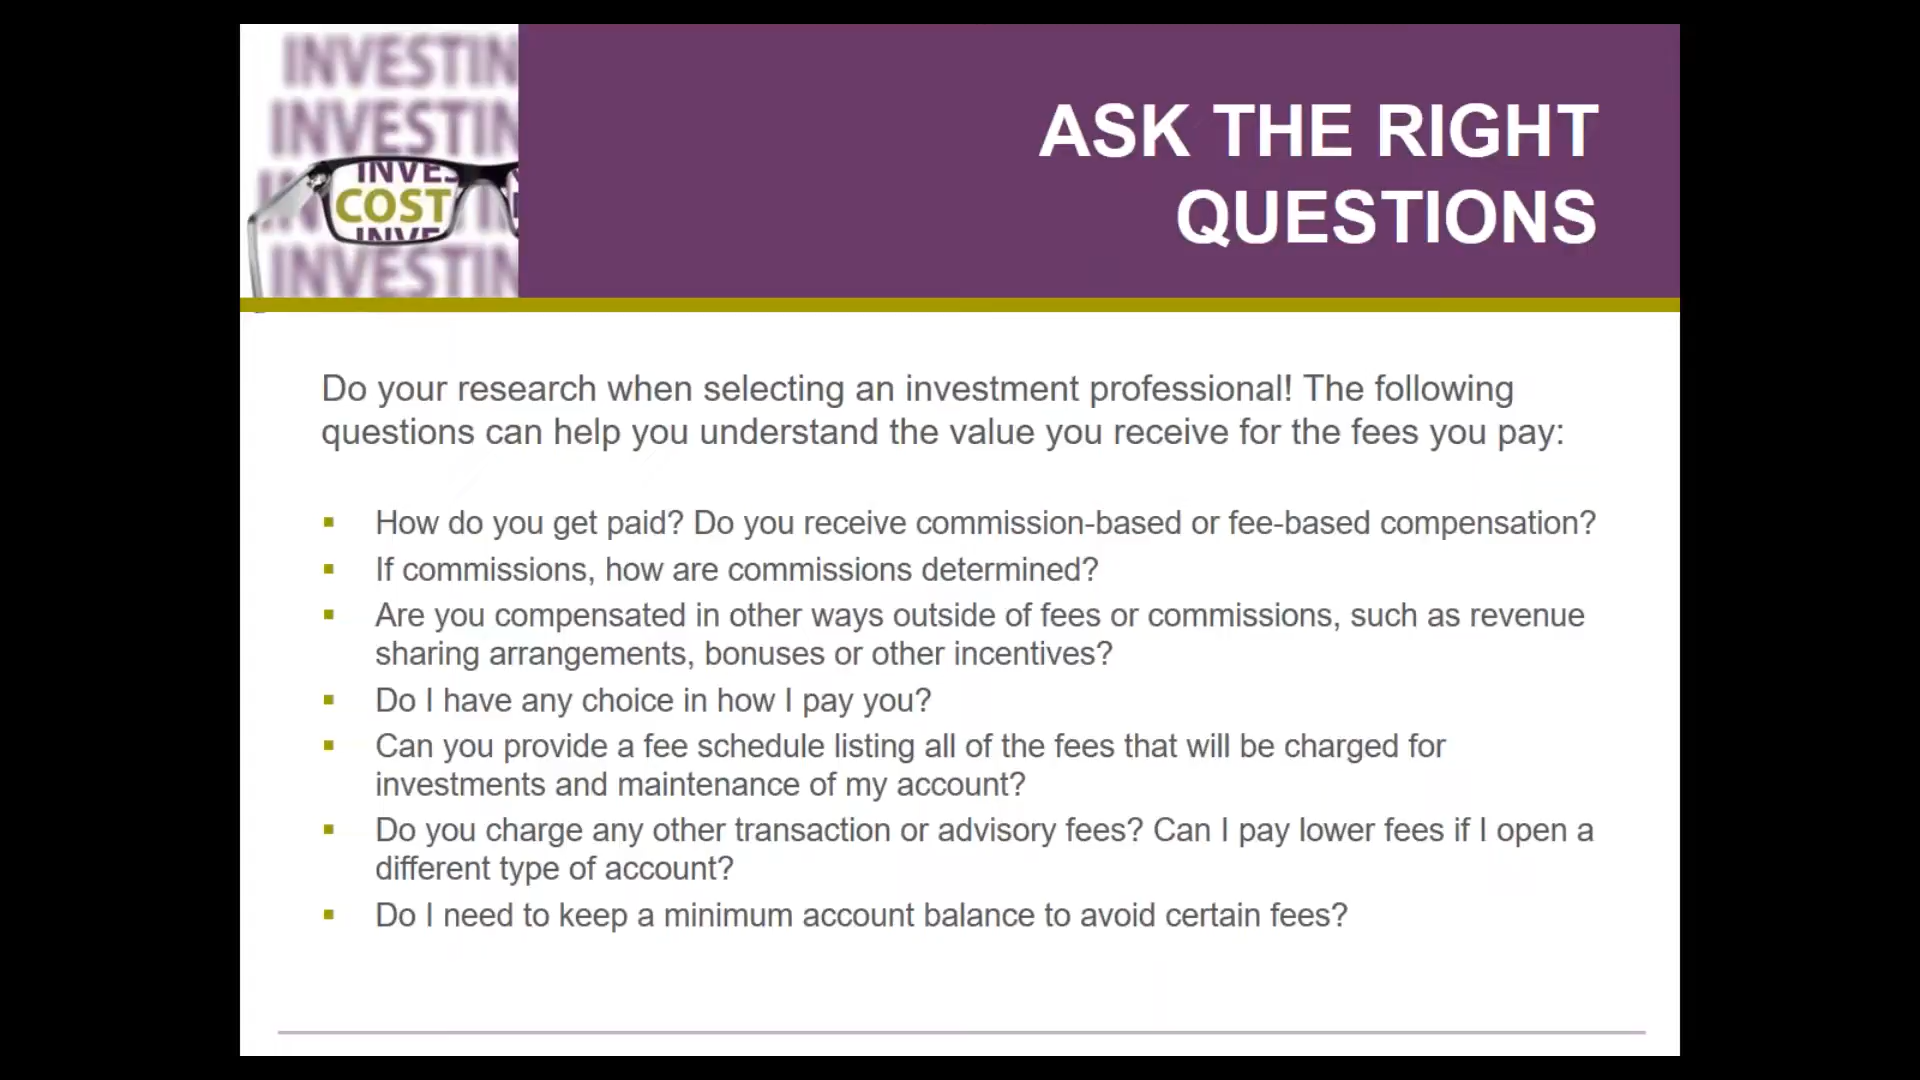 INVESTIN
INVESTIN
INVES
COST
INVE
INVESTIN
ASK THE RIGHT
QUESTIONS
Do your research when selecting an investment professional! The following
questions can help you understand the value you receive for the fees you pay:
▪ How do you get paid? Do you receive commission-based or fee-based compensation?
▪ If commissions, how are commissions determined?
▪ Are you compensated in other ways outside of fees or commissions, such as revenue
sharing arrangements, bonuses or other incentives?
▪ Do I have any choice in how I pay you?
▪ Can you provide a fee schedule listing all of the fees that will be charged for
investments and maintenance of my account?
▪ Do you charge any other transaction or advisory fees? Can I pay lower fees if I open a
different type of account?
▪ Do I need to keep a minimum account balance to avoid certain fees?